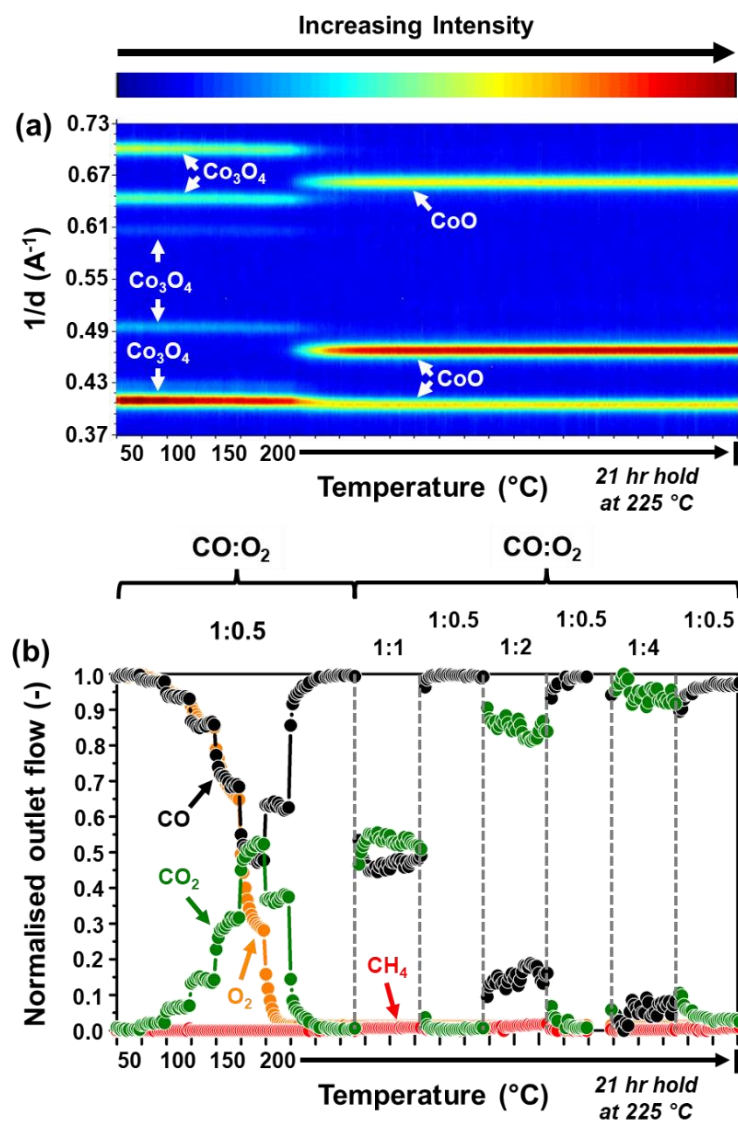 Increasing Intensity
(a)
0.73
0.67
0.61
0.55
0.49
0.43
0.37
1/d (A⁻¹)
Co₃O₄
CoO
Co₃O₄
Co₃O₄
CoO
50 100 150 200
Temperature (°C)
21 hr hold
at 225 °C
CO:O₂ CO:O₂
1:0.5 1:1 1:0.5 1:2 1:0.5 1:4 1:0.5
(b)
1.0
0.9
0.8
0.7
0.6
0.5
0.4
0.3
0.2
0.1
0.0
Normalised outlet flow (-)
CO
CO₂
O₂
CH₄
50 100 150 200
Temperature (°C)
21 hr hold
at 225 °C